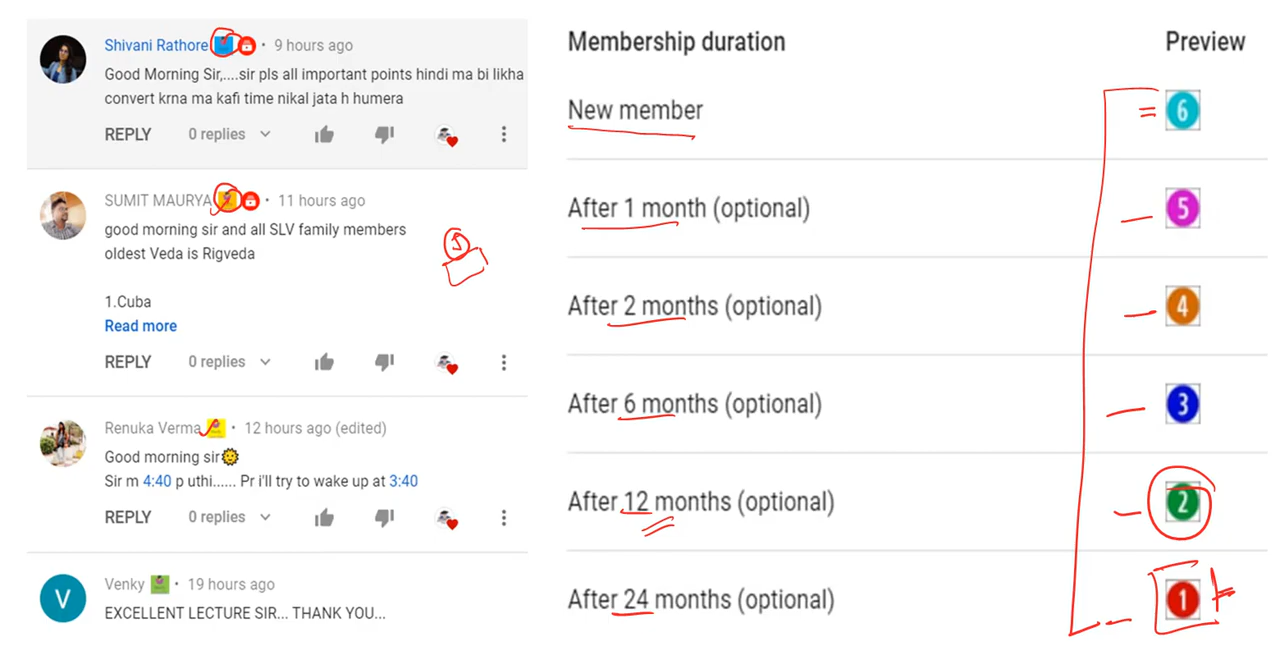 Shivani Rathore • 9 hours ago
Good Morning Sir,....sir pls all important points hindi ma bi likha
convert krna ma kafi time nikal jata h humera
REPLY 0 replies
SUMIT MAURYA • 11 hours ago
good morning sir and all SLV family members
oldest Veda is Rigveda
1.Cuba
Read more
REPLY 0 replies
Renuka Verma • 12 hours ago (edited)
Good morning sir🌞
Sir m 4:40 p uthi...... Pr i'll try to wake up at 3:40
REPLY 0 replies
V
Venky • 19 hours ago
EXCELLENT LECTURE SIR... THANK YOU...
Membership duration Preview
New member 6
After 1 month (optional) 5
After 2 months (optional) 4
After 6 months (optional) 3
After 12 months (optional) 2
After 24 months (optional) 1